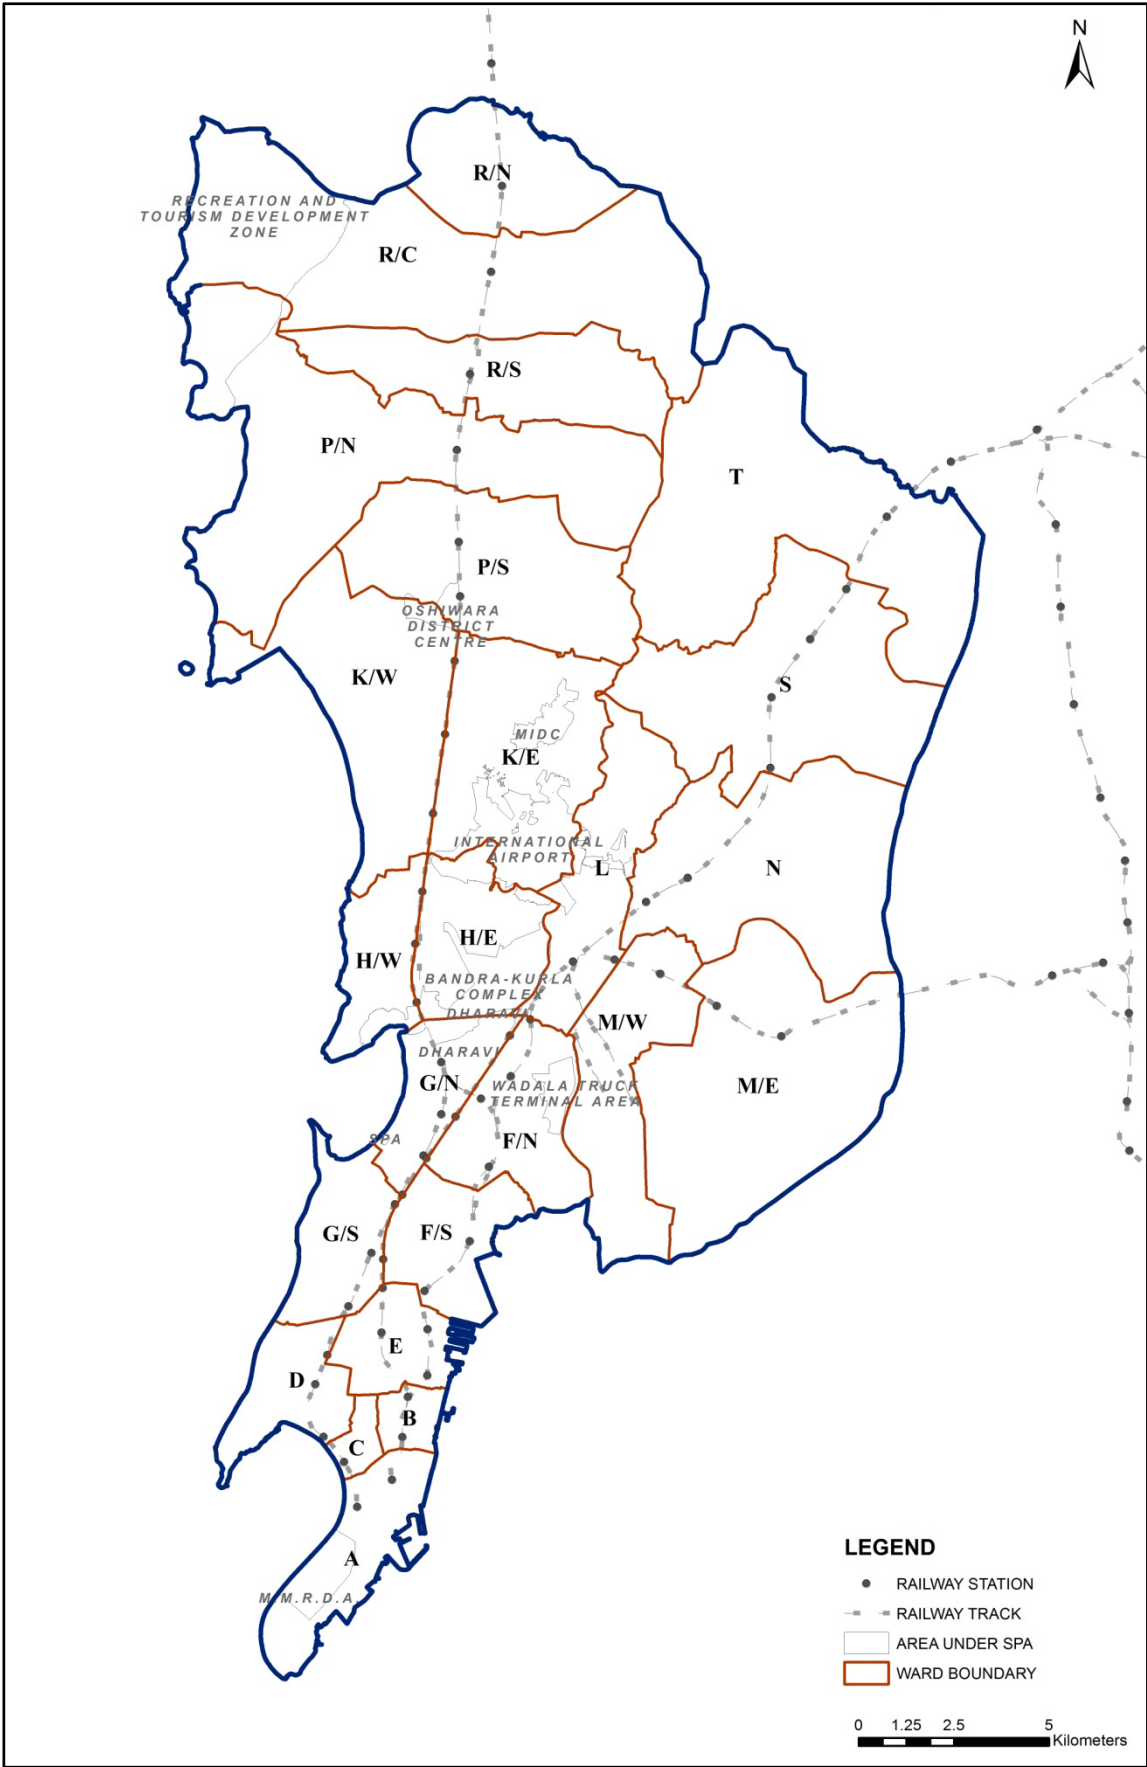 N
R/N
RECREATION AND
TOURISM DEVELOPMENT
ZONE
R/C
R/S
P/N
T
P/S
OSHIWARA
DISTRICT
CENTRE
K/W
S
MIDC
K/E
INTERNATIONAL
AIRPORT
L
N
H/E
H/W
BANDRA-KURLA
COMPLEX
DHARAVI
M/W
DHARAVI
G/N
WADALA TRUCK
TERMINAL AREA
M/E
SPA
F/N
G/S
F/S
E
D
B
C
A
M.M.R.D.A.
LEGEND
RAILWAY STATION
RAILWAY TRACK
AREA UNDER SPA
WARD BOUNDARY
0 1.25 2.5 5
Kilometers